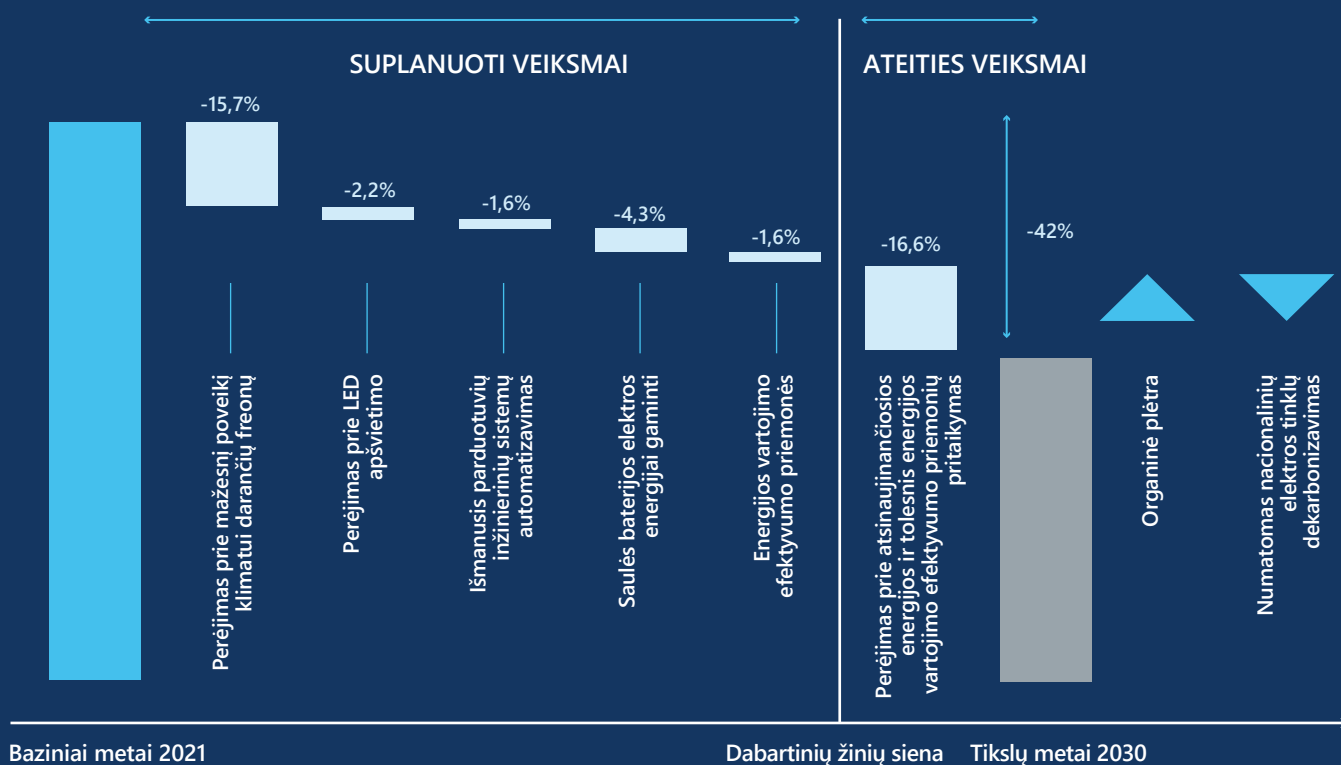 SUPLANUOTI VEIKSMAI
ATEITIES VEIKSMAI
-15,7%
-2,2%
-1,6%
-4,3%
-1,6%
-16,6%
-42%
Perėjimas prie mažesnį poveikį
klimatui darančių freonų
Perėjimas prie LED
apšvietimo
Išmanusis parduotuvių
inžinierinių sistemų
automatizavimas
Saulės baterijos elektros
energijai gaminti
Energijos vartojimo
efektyvumo priemonės
Perėjimas prie atsinaujinančiosios
energijos ir tolesnis energijos
vartojimo efektyvumo priemonių
pritaikymas
Organinė plėtra
Numatomas nacionalinių
elektros tinklų
dekarbonizavimas
Baziniai metai 2021
Dabartinių žinių siena
Tikslų metai 2030